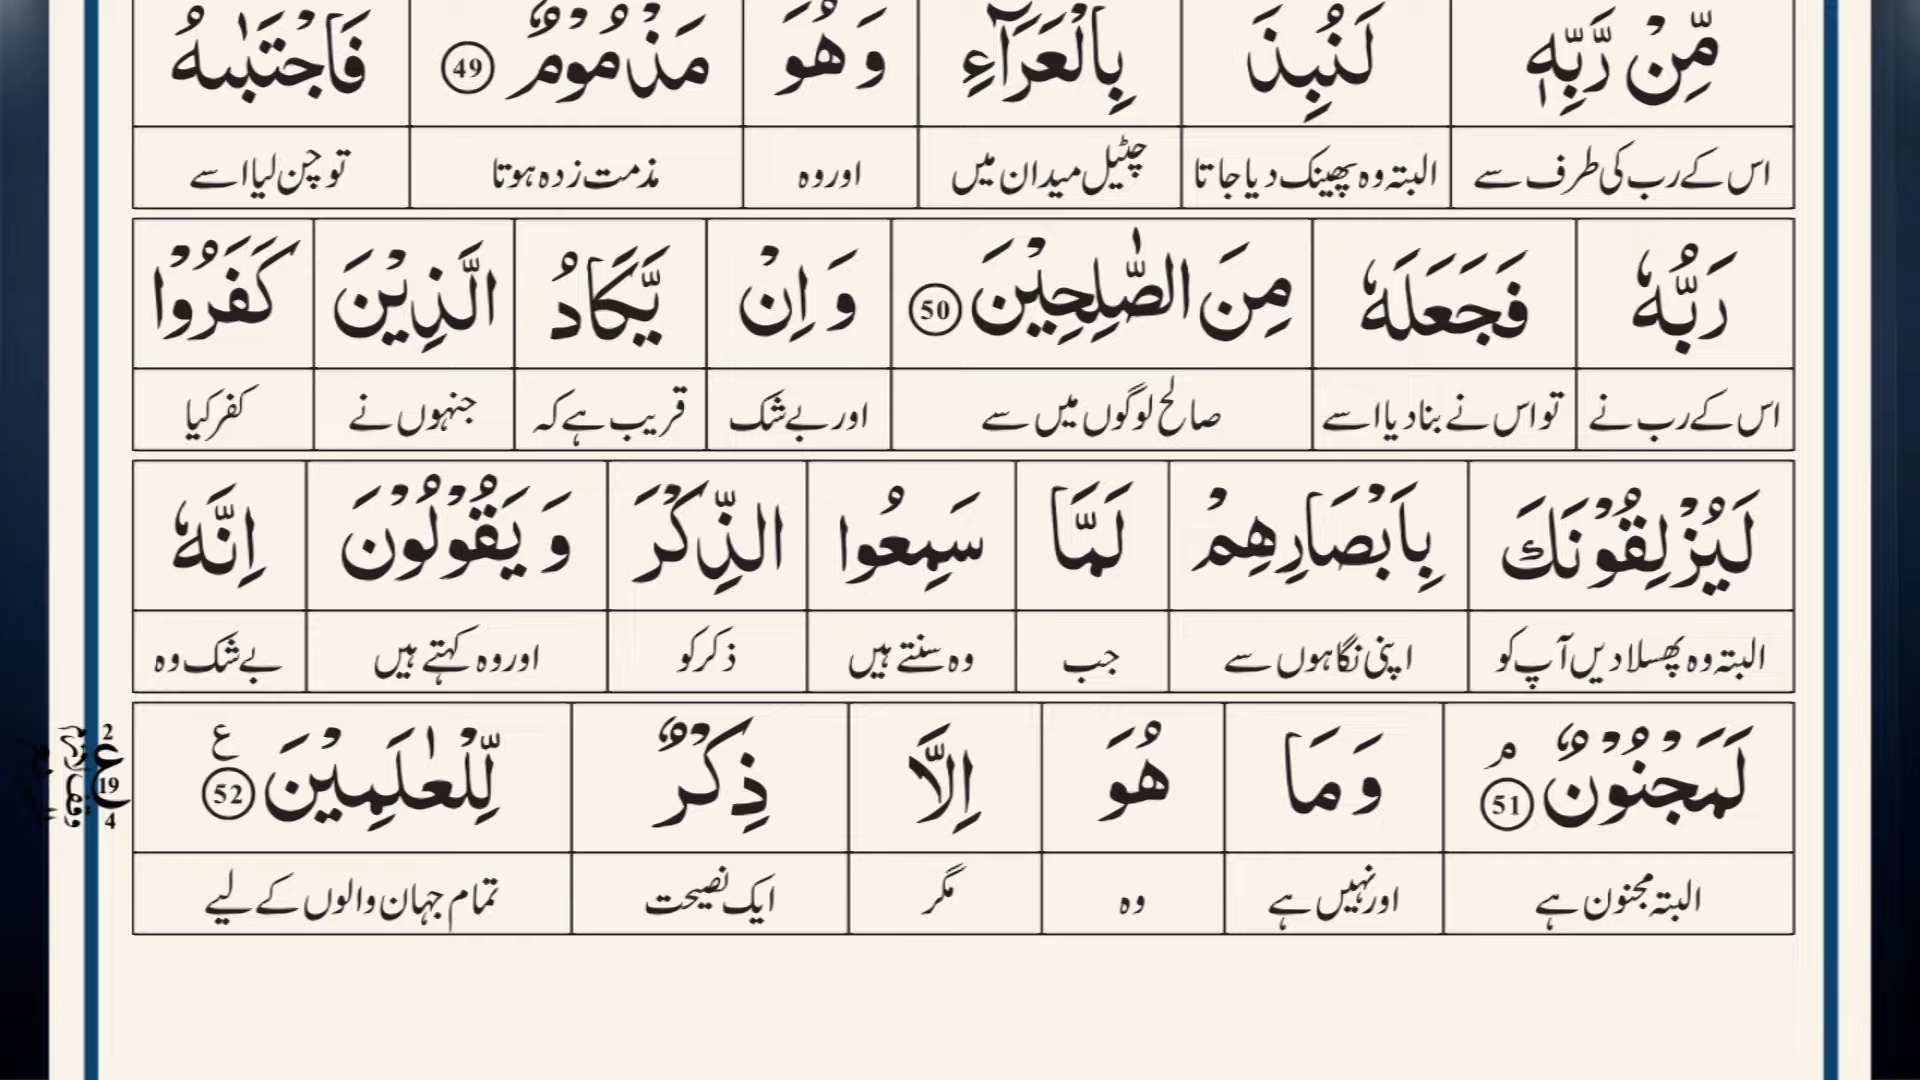 مِّنْ رَّبِّهٖ لَنُبِذَ بِالْعَرَآءِ وَهُوَ مَذْمُوْمٌ 49 فَاجْتَبٰىهُ
اس کے رب کی طرف سے البتہ وہ پھینک دیا جاتا چٹیل میدان میں اور وہ مذمت زدہ ہوتا تو چن لیا اسے
رَبُّهٗ فَجَعَلَهٗ مِنَ الصّٰلِحِيْنَ 50 وَ اِنْ يَّكَادُ الَّذِيْنَ كَفَرُوْا
اس کے رب نے تو اس نے بنا دیا اسے صالح لوگوں میں سے اور بے شک قریب ہے کہ جنہوں نے کفر کیا
لَيُزْلِقُوْنَكَ بِاَبْصَارِهِمْ لَمَّا سَمِعُوا الذِّكْرَ وَ يَقُوْلُوْنَ اِنَّهٗ
البتہ وہ پھسلا دیں آپ کو اپنی نگاہوں سے جب وہ سنتے ہیں ذکر کو اور وہ کہتے ہیں بے شک وہ
لَمَجْنُوْنٌ م 51 وَ مَا هُوَ اِلَّا ذِكْرٌ لِّلْعٰلَمِيْنَ ع 52
البتہ مجنون ہے اور نہیں ہے وہ مگر ایک نصیحت تمام جہان والوں کے لیے
2
ع
19
4